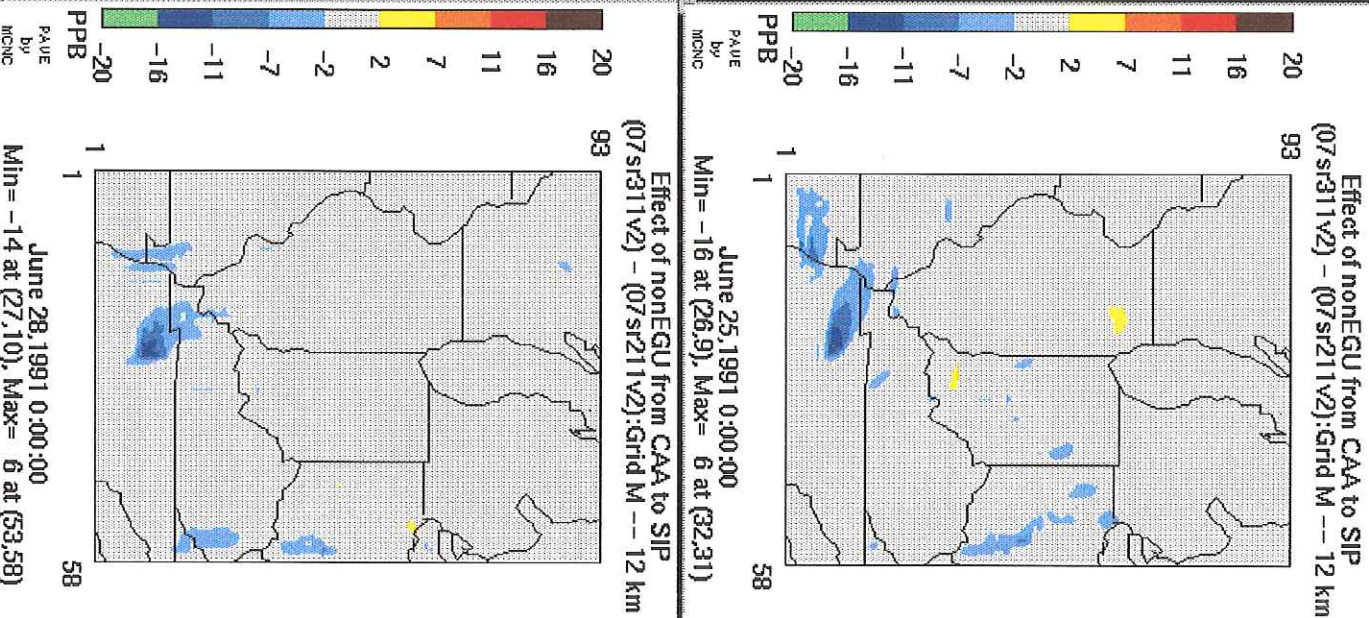 Effect of nonEGU from CAA to SIP
(07sr311v2) - (07sr211v2):Grid M --- 12 km
20
16
11
7
2
-2
-7
-11
-16
-20
PPB
PAVE
by
MCNC
93
1
1
58
June 25,1991 0:00:00
Min= -16 at (26,9), Max= 6 at (32,31)
Effect of nonEGU from CAA to SIP
(07sr311v2) - (07sr211v2):Grid M --- 12 km
20
16
11
7
2
-2
-7
-11
-16
-20
PPB
PAVE
by
MCNC
93
1
1
58
June 28,1991 0:00:00
Min= -14 at (27,10), Max= 6 at (53,58)